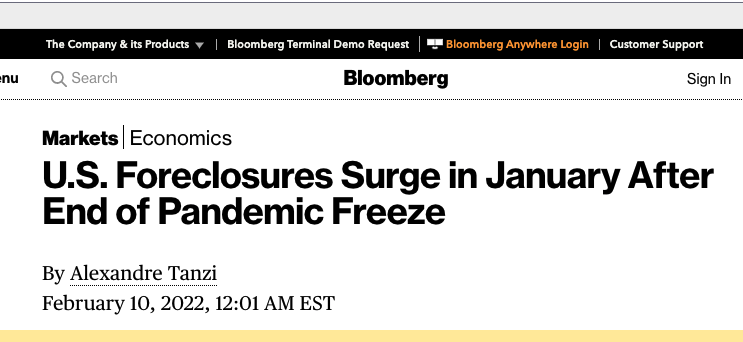 The Company & its Products ▼ | Bloomberg Terminal Demo Request | Bloomberg Anywhere Login | Customer Support
enu Search Bloomberg Sign In
Markets | Economics
U.S. Foreclosures Surge in January After
End of Pandemic Freeze
By Alexandre Tanzi
February 10, 2022, 12:01 AM EST